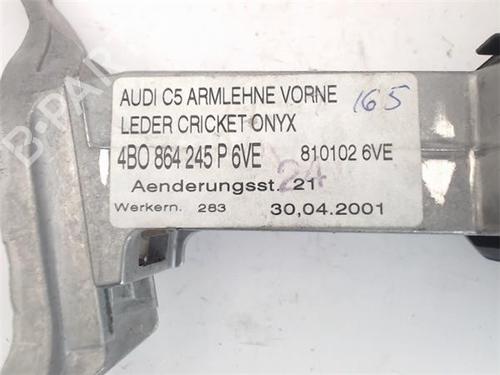 AUDI C5 ARMLEHNE VORNE 165
LEDER CRICKET ONYX
4B0 864 245 P 6VE 810102 6VE
Aenderungsst. 21
24
Werkern. 283 30,04.2001